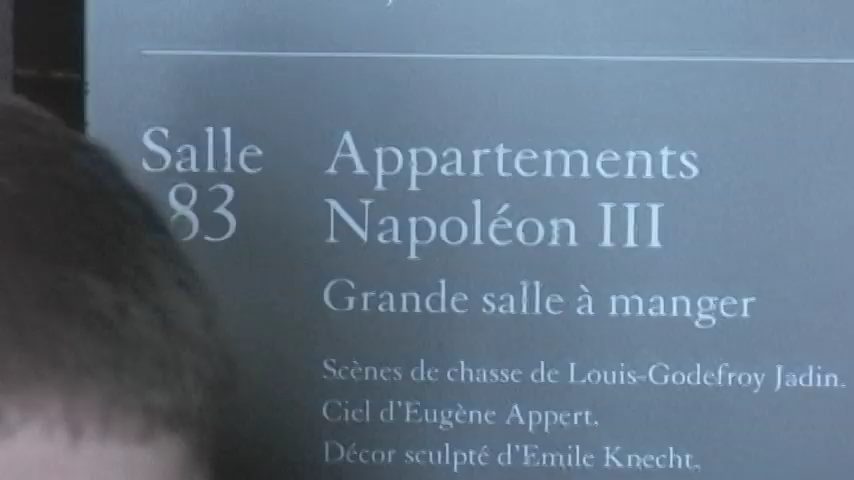 Salle
83
Appartements
Napoléon III
Grande salle à manger
Scènes de chasse de Louis-Godefroy Jadin.
Ciel d'Eugène Appert.
Décor sculpté d'Emile Knecht.